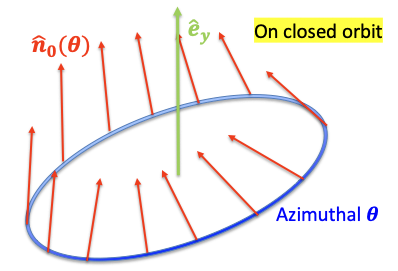 n̂₀(θ)
ê_y
On closed orbit
Azimuthal θ